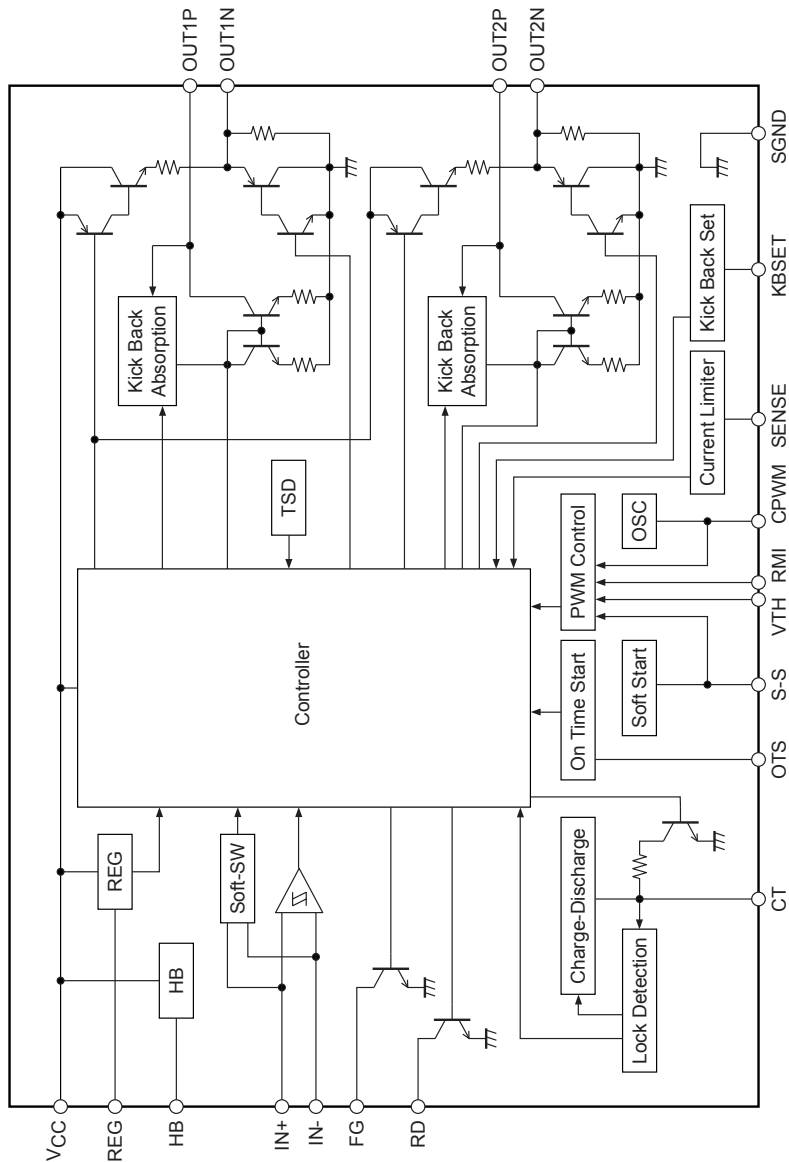 VCC
REG
HB
IN+
IN-
FG
RD
REG
HB
Soft-SW
Controller
TSD
Kick Back
Absorption
Kick Back
Absorption
OUT1P
OUT1N
OUT2P
OUT2N
Lock Detection
Charge-Discharge
On Time Start
Soft Start
PWM Control
OSC
Current Limiter
Kick Back Set
CT
OTS
S-S
VTH
RMI
CPWM
SENSE
KBSET
SGND